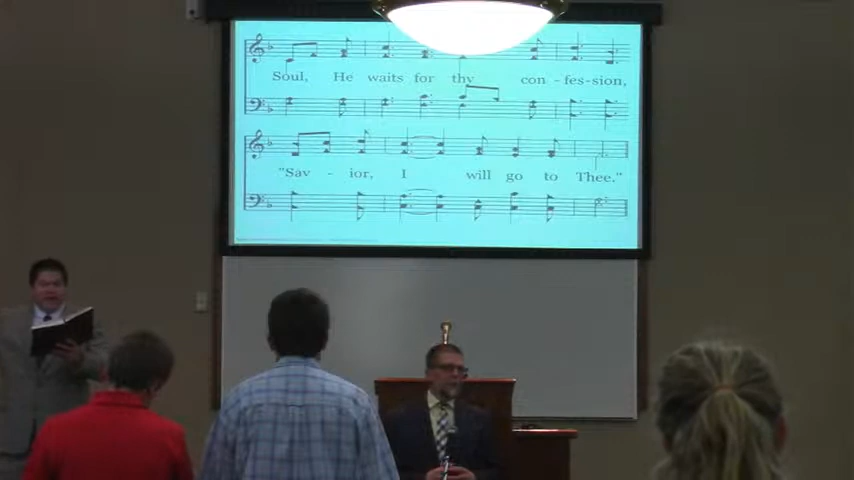 Soul, He waits for thy con - fes - sion,
"Sav - ior, I will go to Thee."